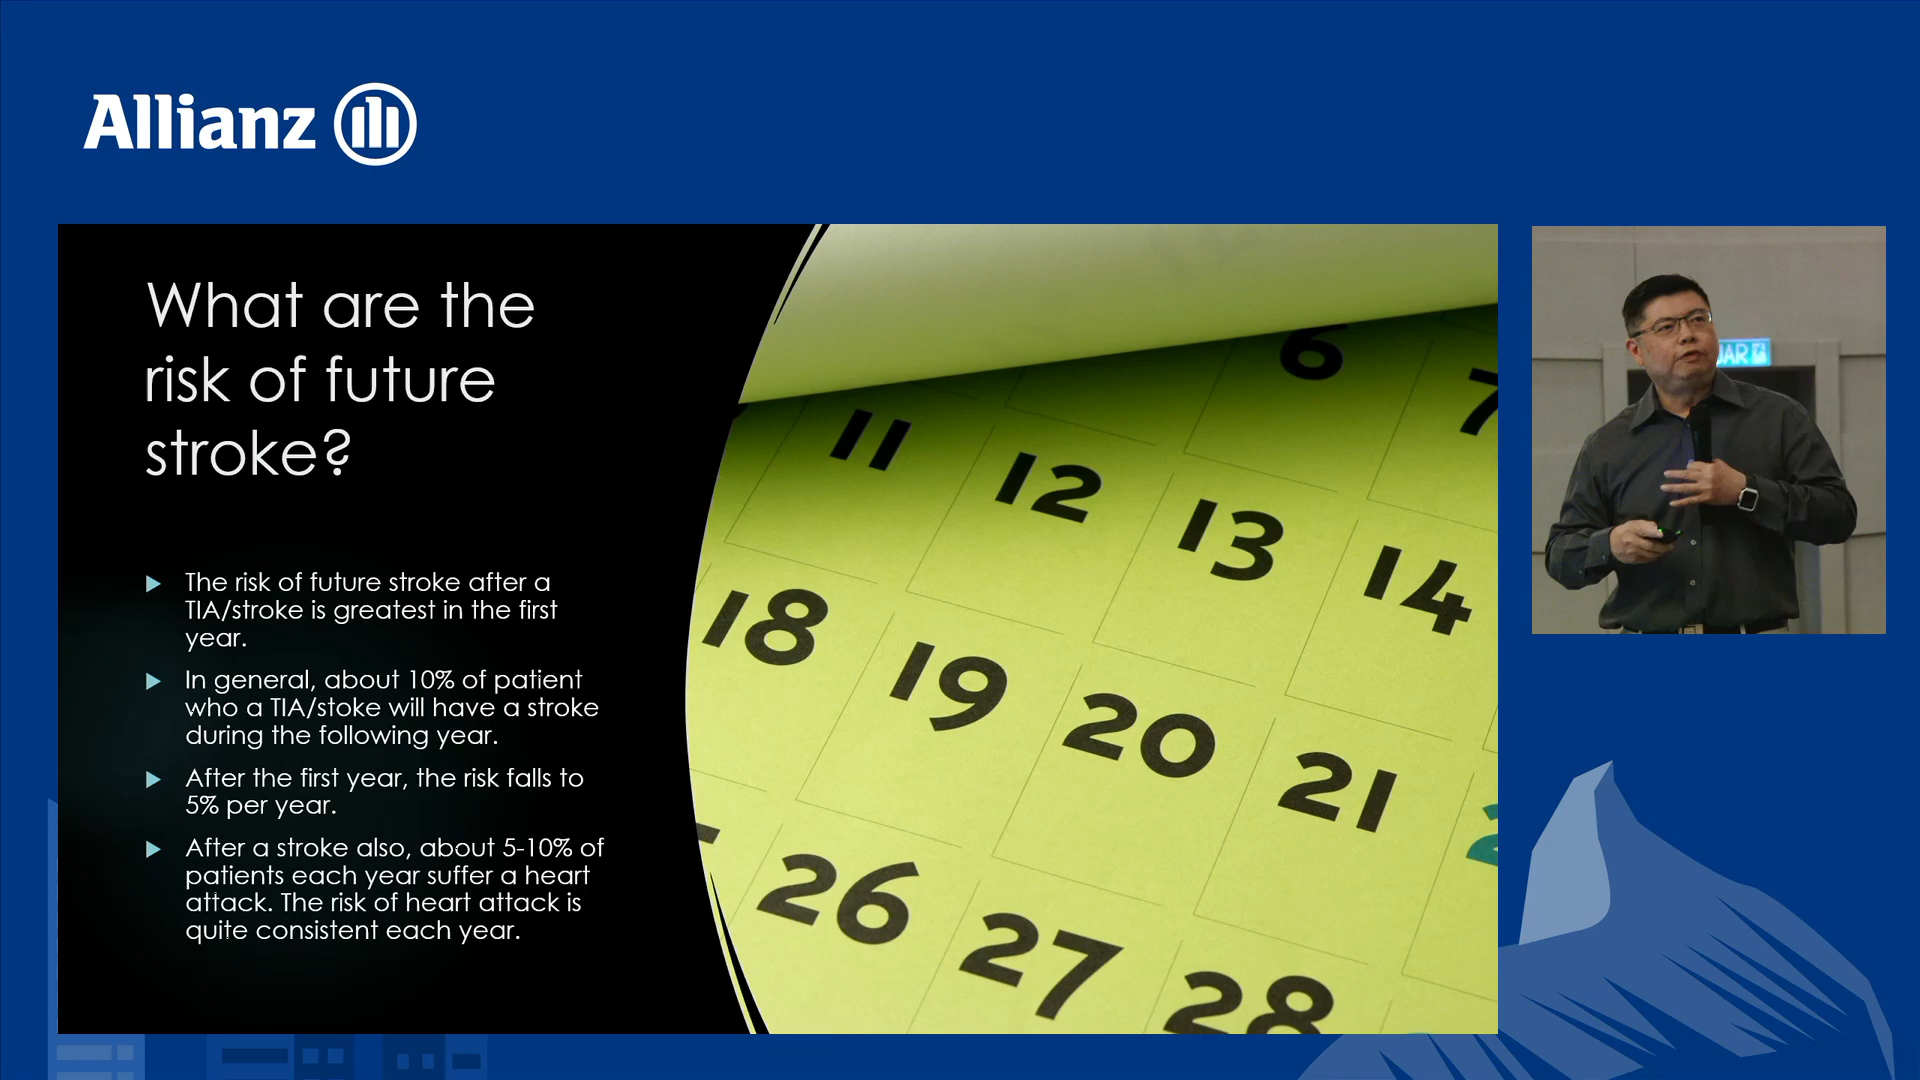 Allianz
What are the
risk of future
stroke?
The risk of future stroke after a
TIA/stroke is greatest in the first
year.
In general, about 10% of patient
who a TIA/stoke will have a stroke
during the following year.
After the first year, the risk falls to
5% per year.
After a stroke also, about 5-10% of
patients each year suffer a heart
attack. The risk of heart attack is
quite consistent each year.
6
7
11
12
13
14
18
19
20
21
26
27
28
UAR